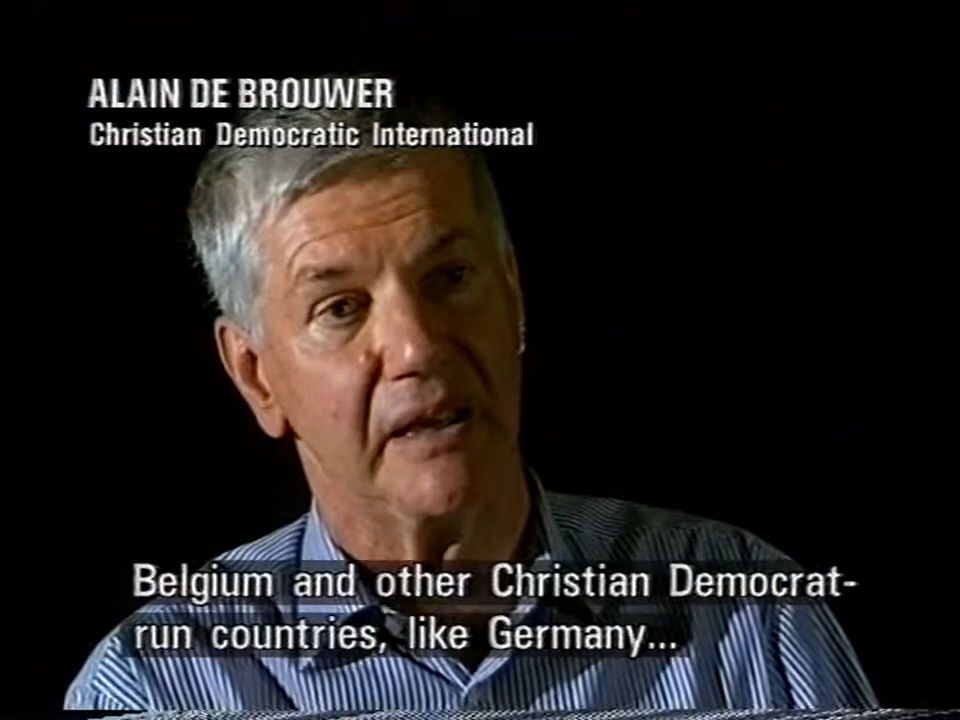 ALAIN DE BROUWER
Christian Democratic International
Belgium and other Christian Democrat-
run countries, like Germany...